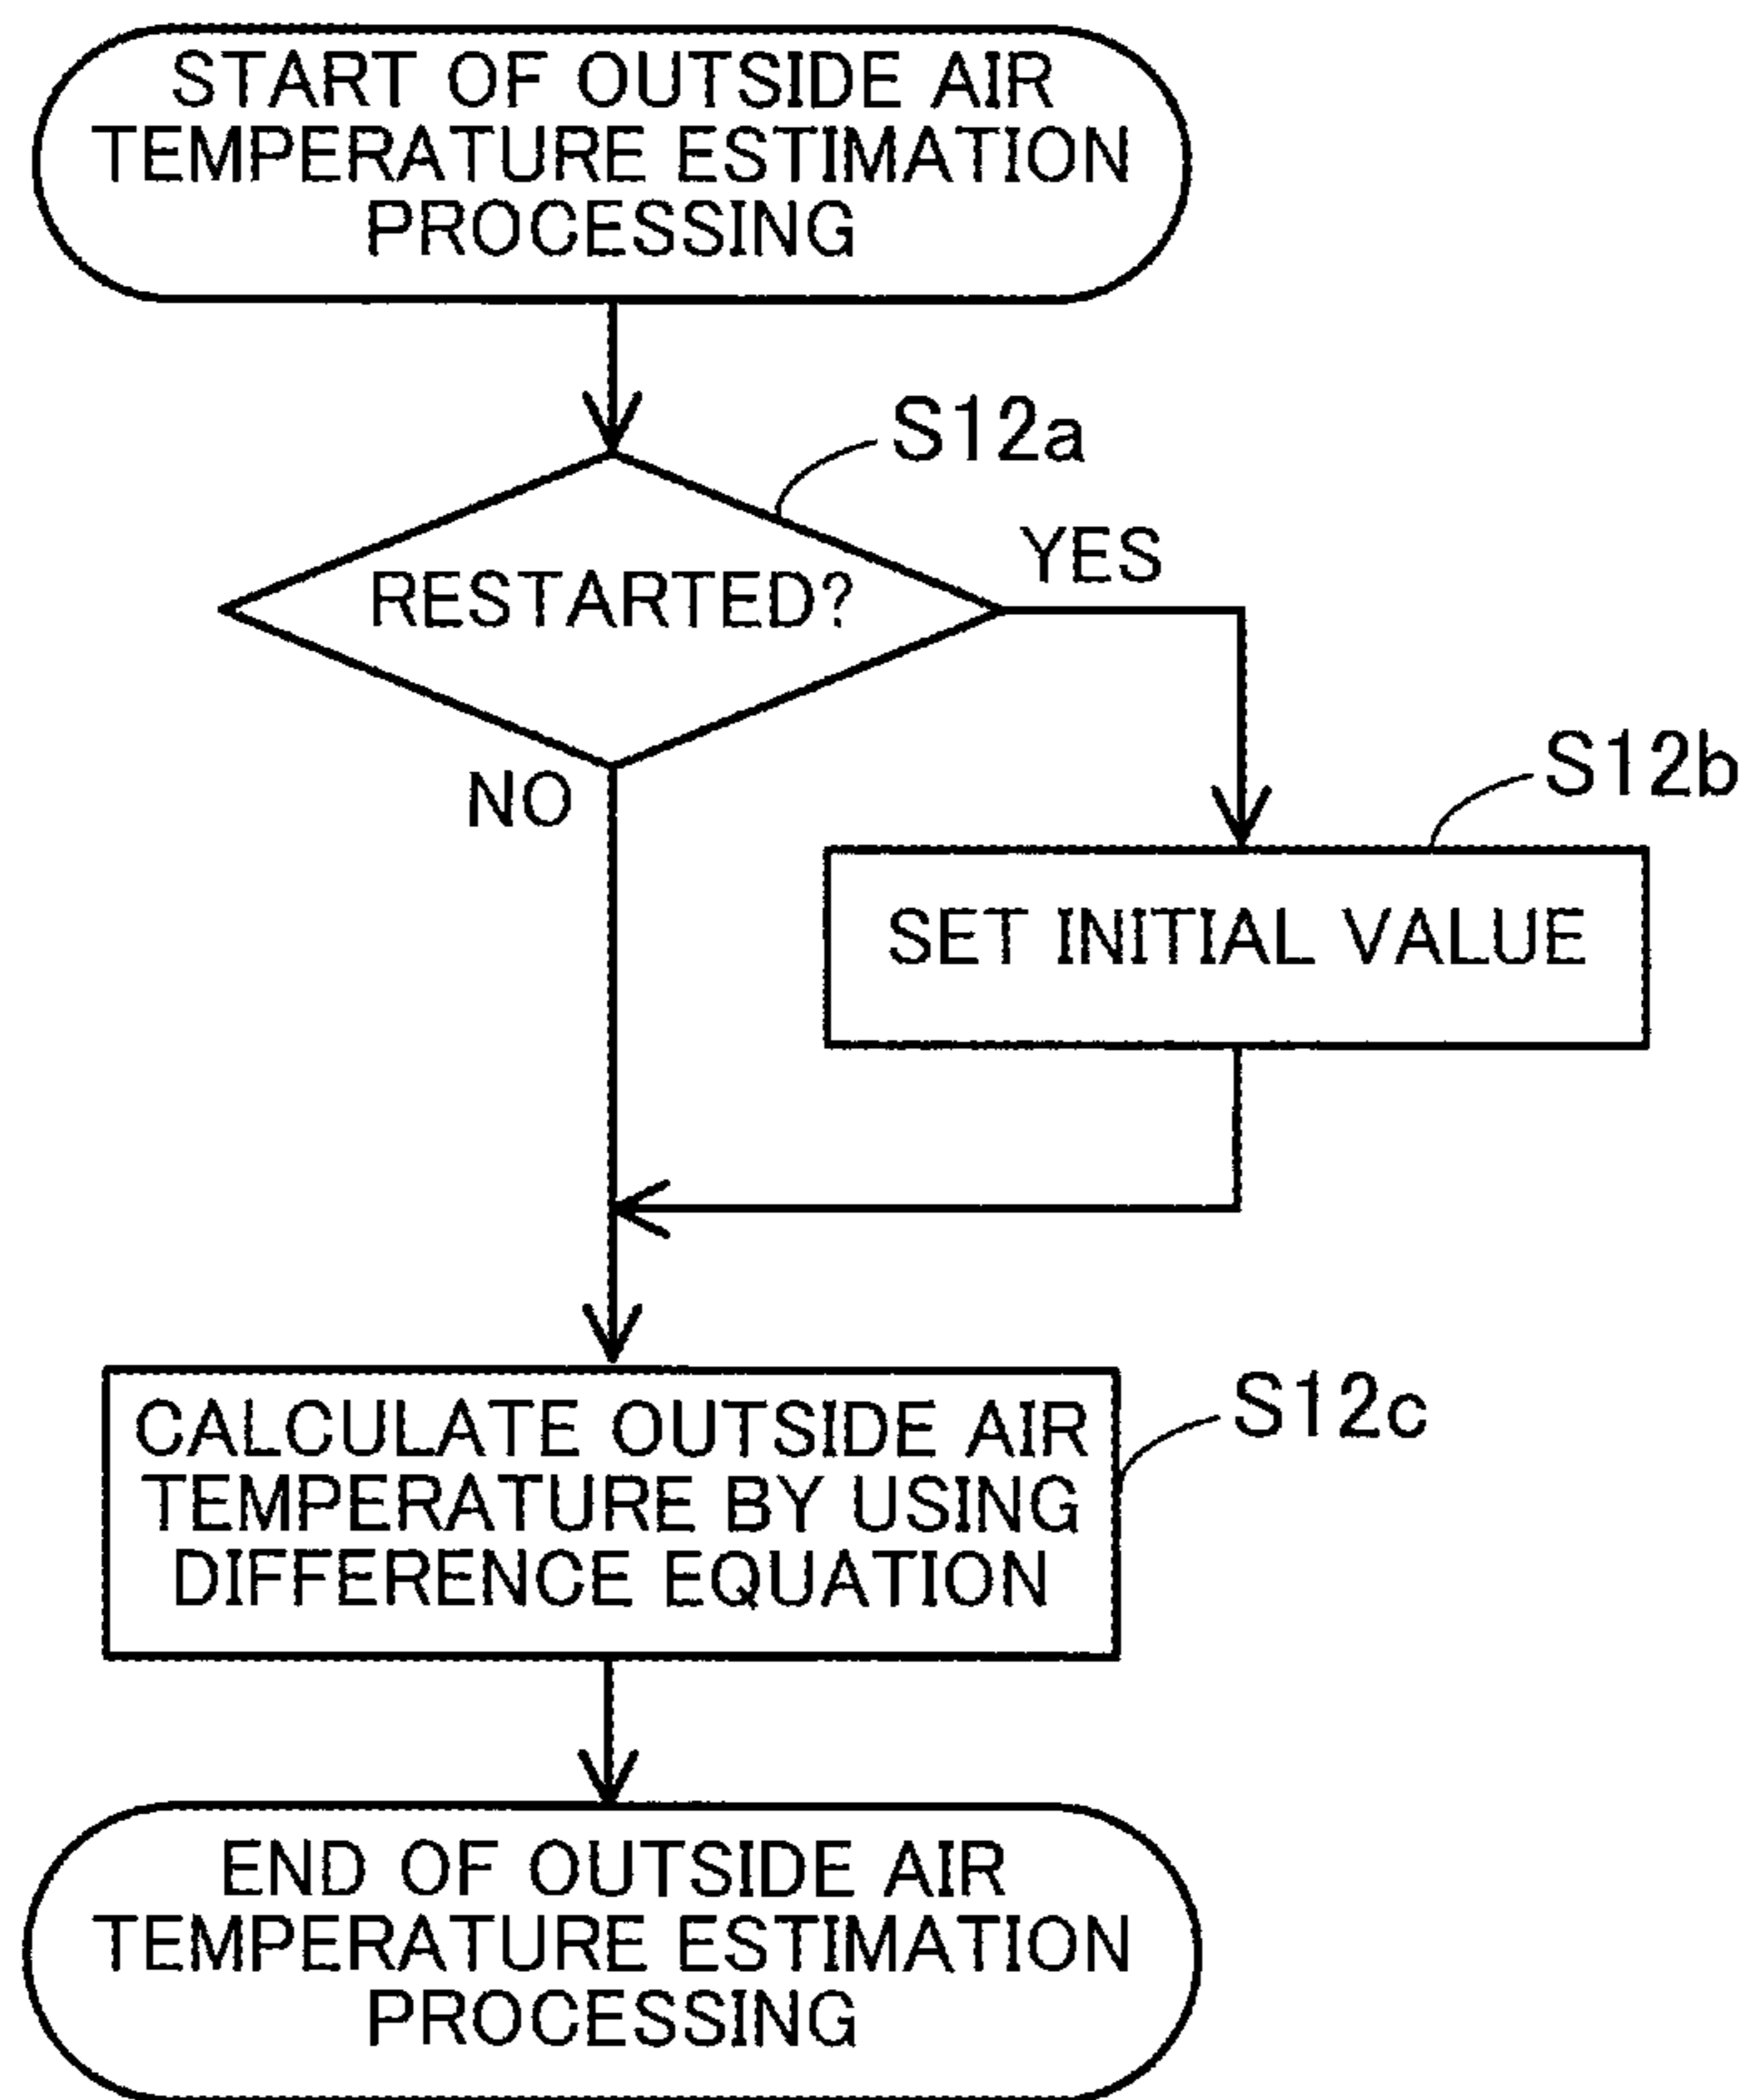 START OF OUTSIDE AIR
TEMPERATURE ESTIMATION
PROCESSING
S12a
RESTARTED?
YES
NO
S12b
SET INITIAL VALUE
S12c
CALCULATE OUTSIDE AIR
TEMPERATURE BY USING
DIFFERENCE EQUATION
END OF OUTSIDE AIR
TEMPERATURE ESTIMATION
PROCESSING